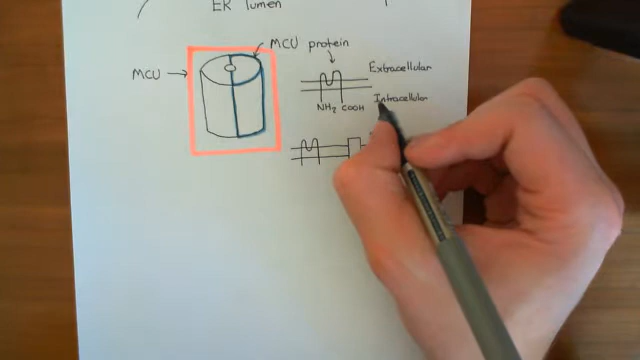 ER lumen
MCU protein
MCU
Extracellular
Intracellular
NH2 COOH